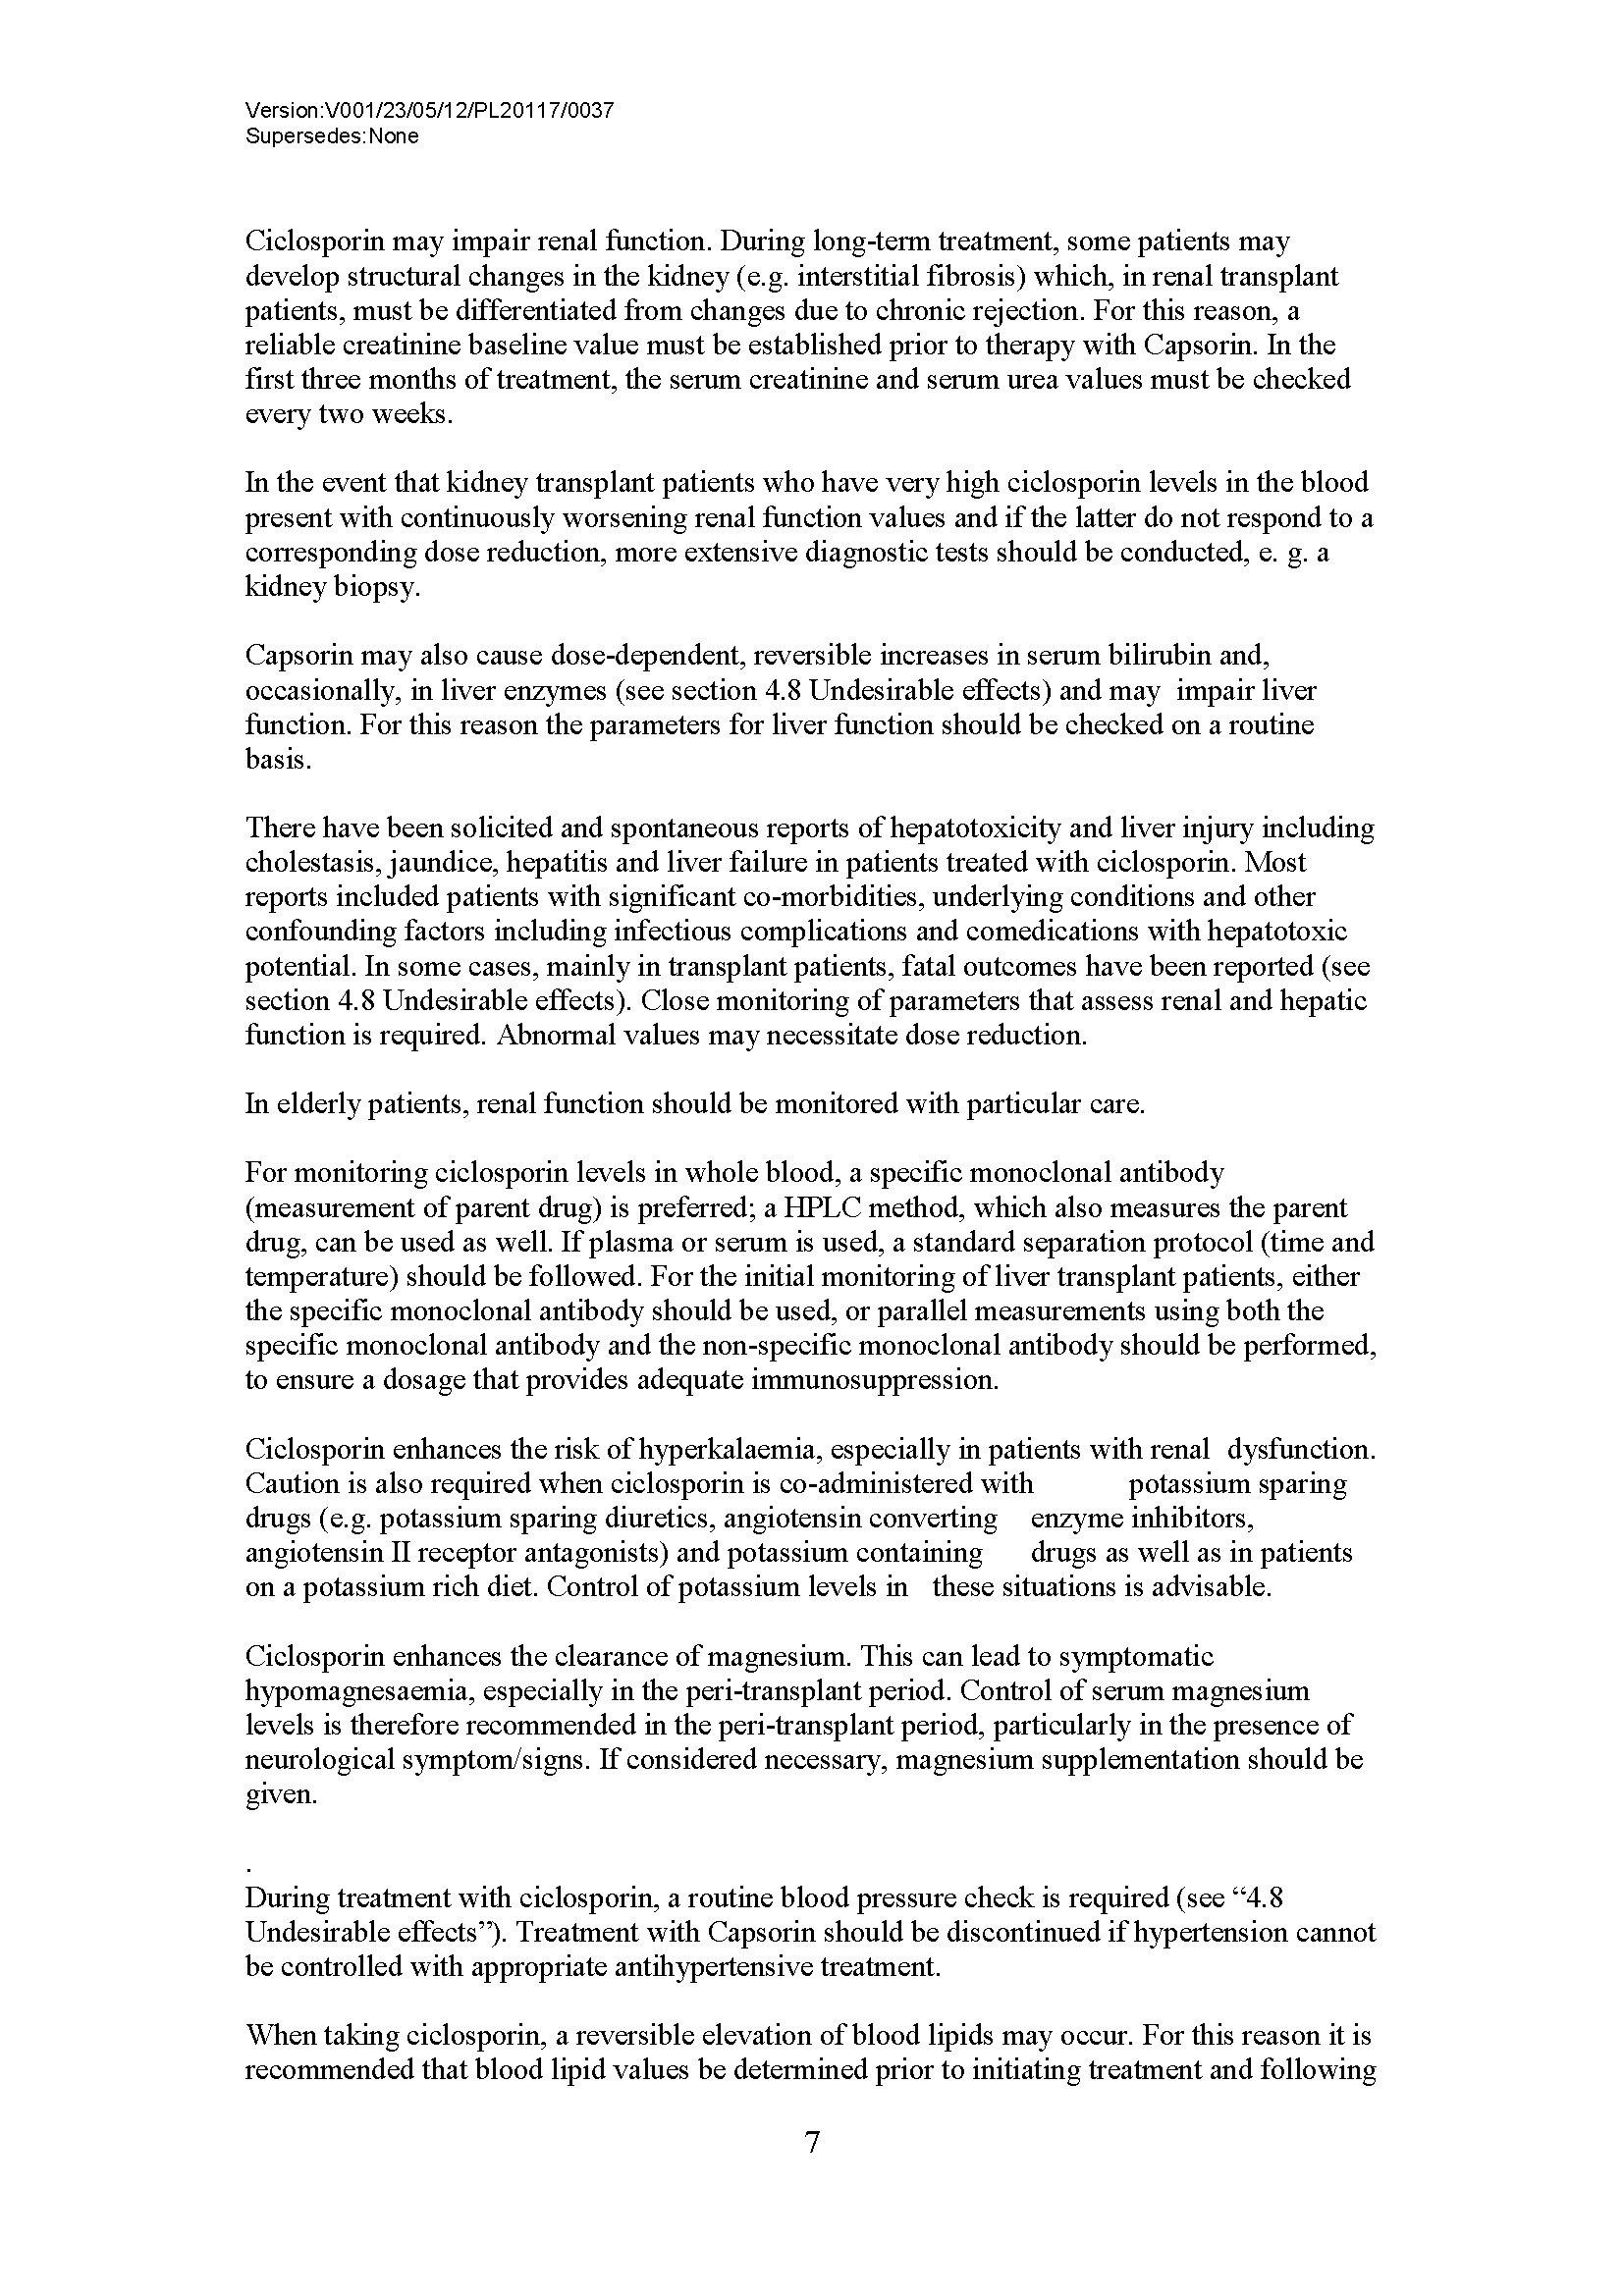 Version:V001/23/05/12/PL20117/0037
Supersedes:None
Ciclosporin may impair renal function. During long-term treatment, some patients may
develop structural changes in the kidney (e.g. interstitial fibrosis) which, in renal transplant
patients, must be differentiated from changes due to chronic rejection. For this reason, a
reliable creatinine baseline value must be established prior to therapy with Capsorin. In the
first three months of treatment, the serum creatinine and serum urea values must be checked
every two weeks.
In the event that kidney transplant patients who have very high ciclosporin levels in the blood
present with continuously worsening renal function values and if the latter do not respond to a
corresponding dose reduction, more extensive diagnostic tests should be conducted, e. g. a
kidney biopsy.
Capsorin may also cause dose-dependent, reversible increases in serum bilirubin and,
occasionally, in liver enzymes (see section 4.8 Undesirable effects) and may  impair liver
function. For this reason the parameters for liver function should be checked on a routine
basis.
There have been solicited and spontaneous reports of hepatotoxicity and liver injury including
cholestasis, jaundice, hepatitis and liver failure in patients treated with ciclosporin. Most
reports included patients with significant co-morbidities, underlying conditions and other
confounding factors including infectious complications and comedications with hepatotoxic
potential. In some cases, mainly in transplant patients, fatal outcomes have been reported (see
section 4.8 Undesirable effects). Close monitoring of parameters that assess renal and hepatic
function is required. Abnormal values may necessitate dose reduction.
In elderly patients, renal function should be monitored with particular care.
For monitoring ciclosporin levels in whole blood, a specific monoclonal antibody
(measurement of parent drug) is preferred; a HPLC method, which also measures the parent
drug, can be used as well. If plasma or serum is used, a standard separation protocol (time and
temperature) should be followed. For the initial monitoring of liver transplant patients, either
the specific monoclonal antibody should be used, or parallel measurements using both the
specific monoclonal antibody and the non-specific monoclonal antibody should be performed,
to ensure a dosage that provides adequate immunosuppression.
Ciclosporin enhances the risk of hyperkalaemia, especially in patients with renal  dysfunction.
Caution is also required when ciclosporin is co-administered with potassium sparing
drugs (e.g. potassium sparing diuretics, angiotensin converting enzyme inhibitors,
angiotensin II receptor antagonists) and potassium containing drugs as well as in patients
on a potassium rich diet. Control of potassium levels in these situations is advisable.
Ciclosporin enhances the clearance of magnesium. This can lead to symptomatic
hypomagnesaemia, especially in the peri-transplant period. Control of serum magnesium
levels is therefore recommended in the peri-transplant period, particularly in the presence of
neurological symptom/signs. If considered necessary, magnesium supplementation should be
given.
.
During treatment with ciclosporin, a routine blood pressure check is required (see “4.8
Undesirable effects”). Treatment with Capsorin should be discontinued if hypertension cannot
be controlled with appropriate antihypertensive treatment.
When taking ciclosporin, a reversible elevation of blood lipids may occur. For this reason it is
recommended that blood lipid values be determined prior to initiating treatment and following
7